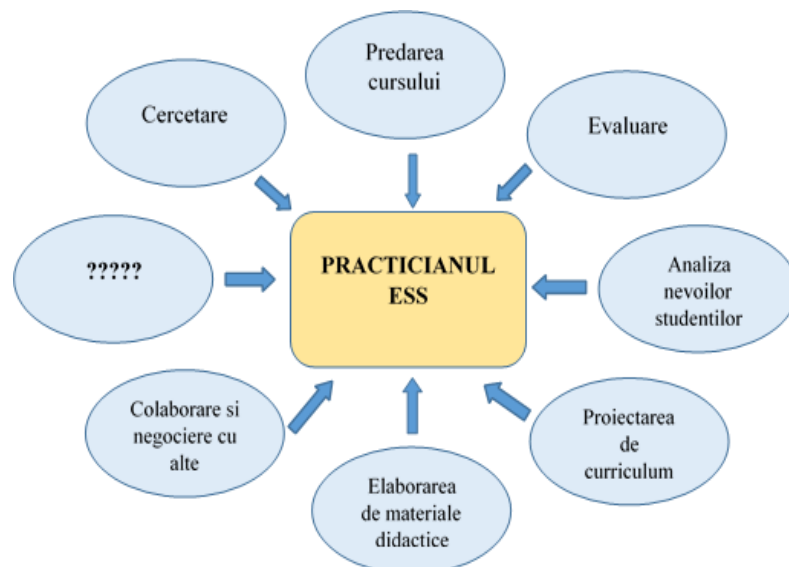 Predarea
cursului
Cercetare
Evaluare
?????
PRACTICIANUL
ESS
Analiza
nevoilor
studentilor
Colaborare si
negociere cu
alte
Proiectarea
de
curriculum
Elaborarea
de materiale
didactice